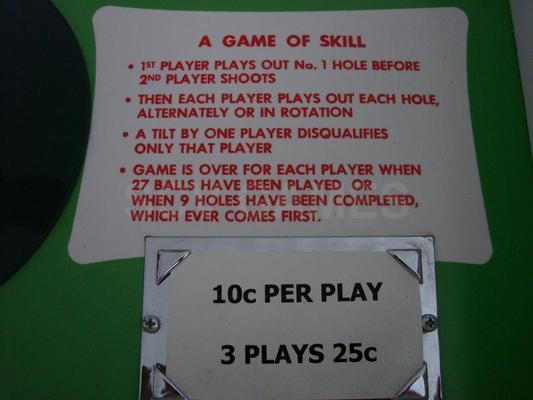 A GAME OF SKILL
• 1ST PLAYER PLAYS OUT No. 1 HOLE BEFORE
2ND PLAYER SHOOTS
• THEN EACH PLAYER PLAYS OUT EACH HOLE,
ALTERNATELY OR IN ROTATION
• A TILT BY ONE PLAYER DISQUALIFIES
ONLY THAT PLAYER
• GAME IS OVER FOR EACH PLAYER WHEN
27 BALLS HAVE BEEN PLAYED OR
WHEN 9 HOLES HAVE BEEN COMPLETED,
WHICH EVER COMES FIRST.
10c PER PLAY
3 PLAYS 25c